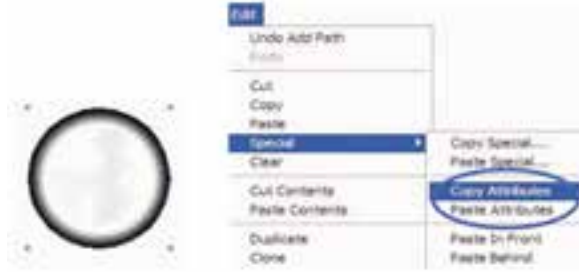 Edit
Undo Add Path
Redo
Cut
Copy
Paste
Special
Clear
Cut Contents
Paste Contents
Duplicate
Clone
Copy Special...
Paste Special...
Copy Attributes
Paste Attributes
Paste In Front
Paste Behind